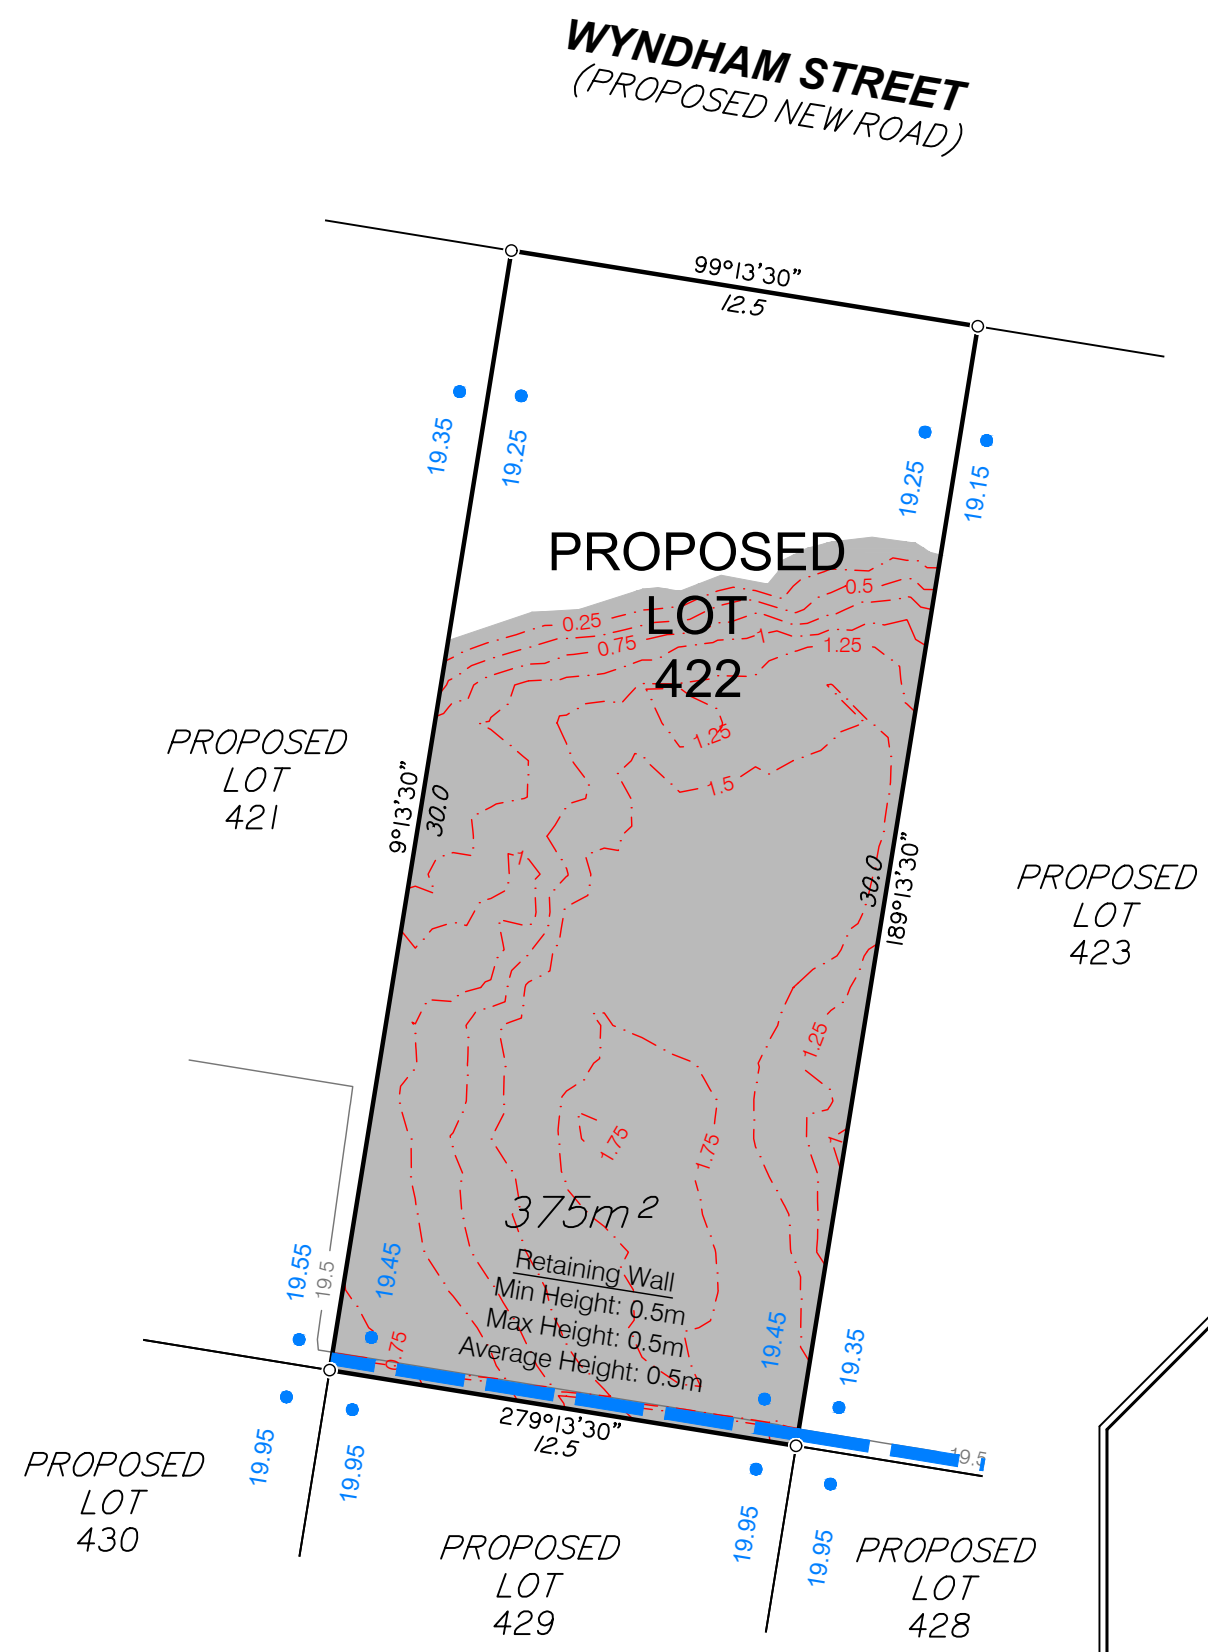 WYNDHAM STREET
(PROPOSED NEW ROAD)
99°13'30"
12.5
19.35
19.25
19.25
19.15
PROPOSED
LOT
422
0.5
0.25
0.75
1
1.25
1.25
1.5
PROPOSED
LOT
421
9°13'30"
30.0
30.0
189°13'30"
PROPOSED
LOT
423
1
1.25
1
1.75
1.75
375m²
Retaining Wall
Min Height: 0.5m
Max Height: 0.5m
Average Height: 0.5m
19.55
19.5
19.45
0.75
19.45
19.35
279°13'30"
12.5
19.5
19.95
19.95
19.95
19.95
PROPOSED
LOT
430
PROPOSED
LOT
429
PROPOSED
LOT
428